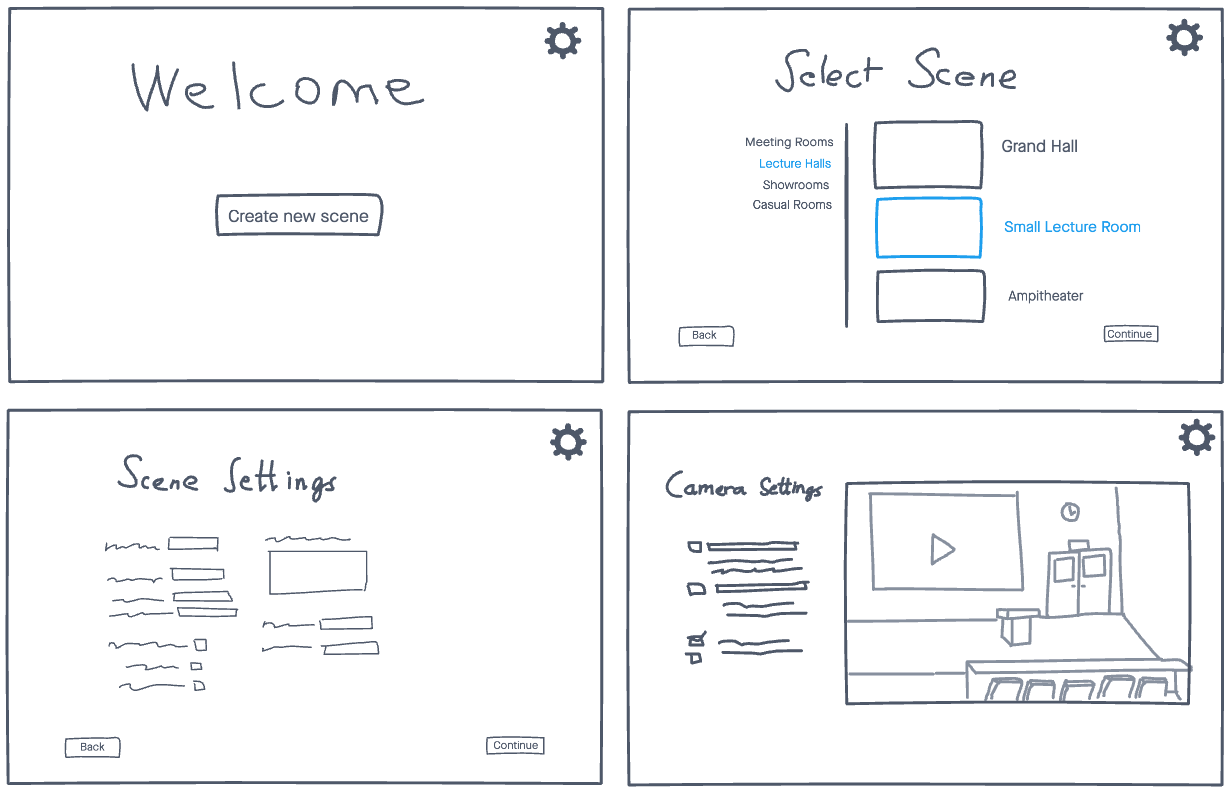 Welcome
Create new scene
Select Scene
Meeting Rooms
Lecture Halls
Showrooms
Casual Rooms
Grand Hall
Small Lecture Room
Ampitheater
Back
Continue
Scene Settings
Back
Continue
Camera Settings